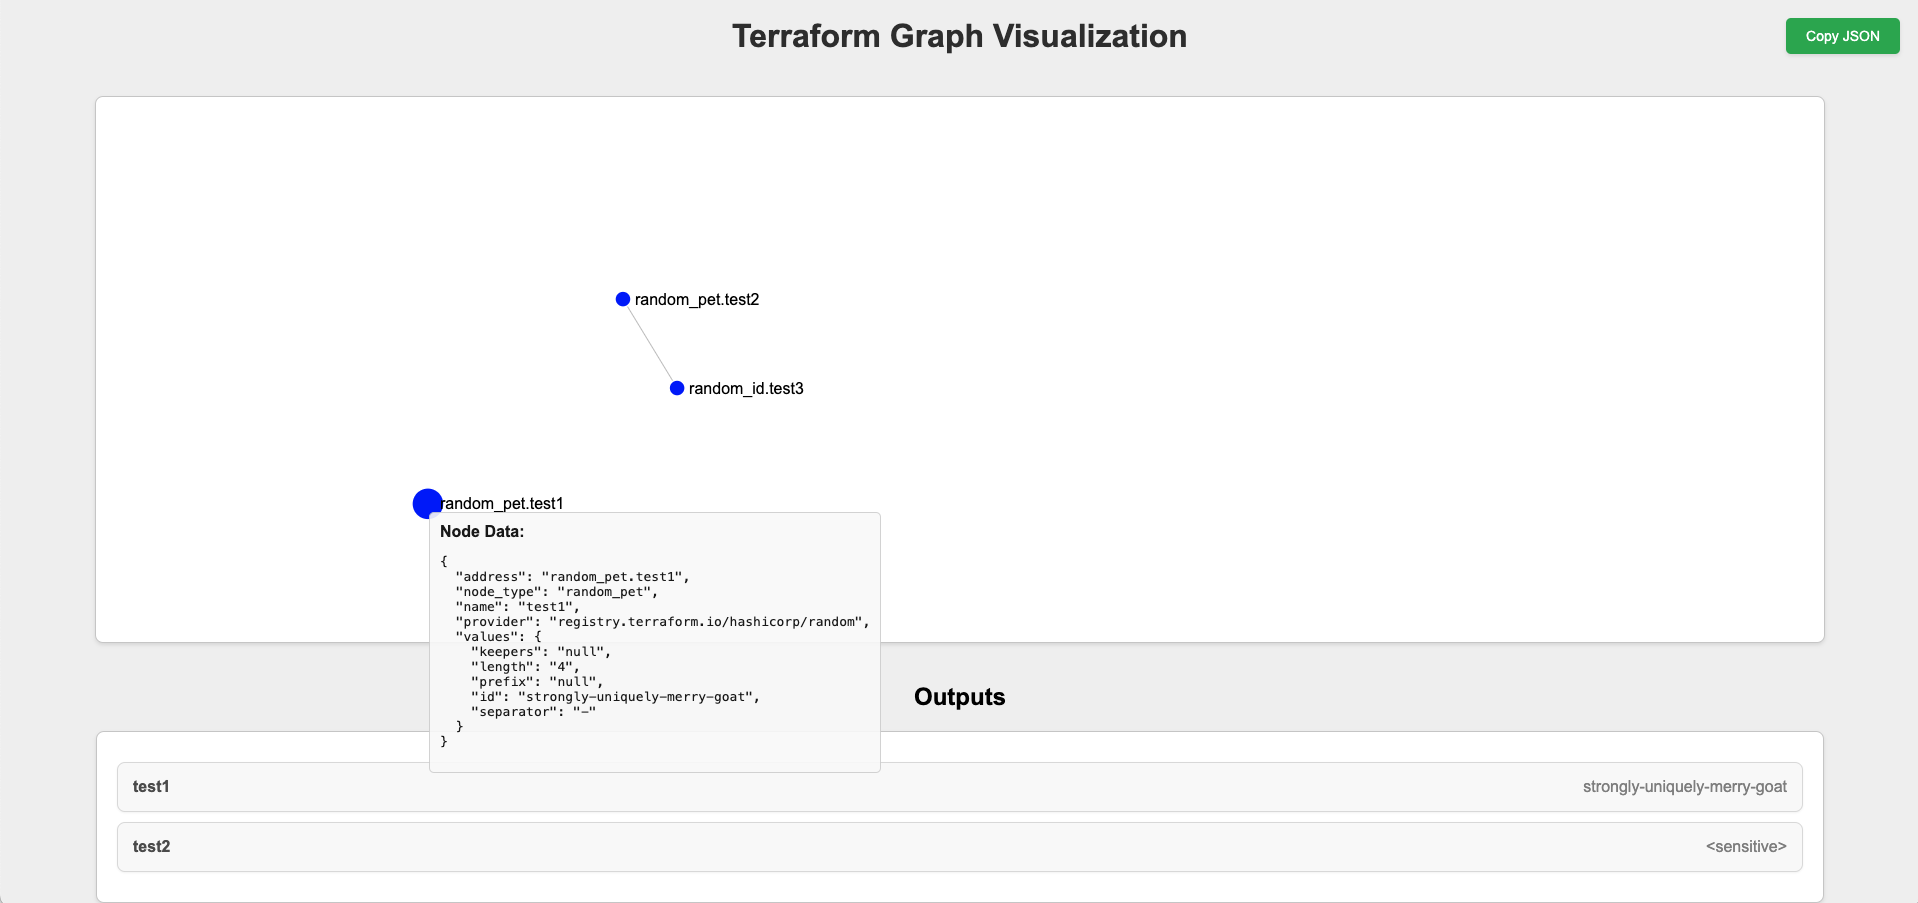 Terraform Graph Visualization
Copy JSON
random_pet.test2
random_id.test3
random_pet.test1
Node Data:
{
  "address": "random_pet.test1",
  "node_type": "random_pet",
  "name": "test1",
  "provider": "registry.terraform.io/hashicorp/random",
  "values": {
    "keepers": "null",
    "length": "4",
    "prefix": "null",
    "id": "strongly-uniquely-merry-goat",
    "separator": "-"
  }
}
Outputs
test1 strongly-uniquely-merry-goat
test2 <sensitive>